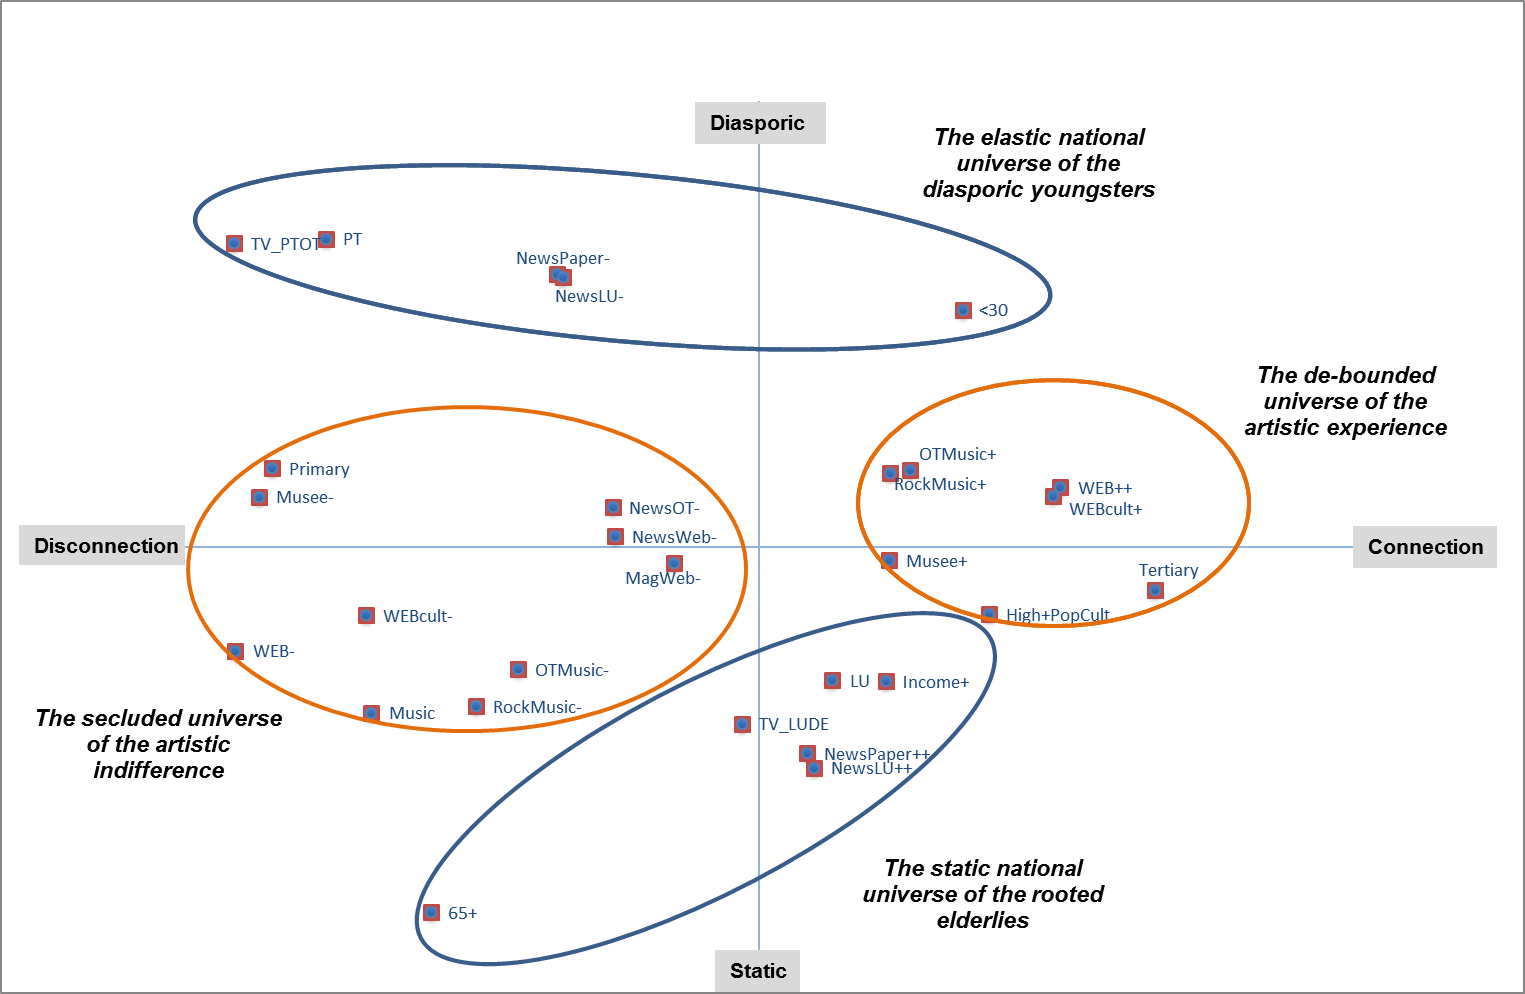 Diasporic
The elastic national
universe of the
diasporic youngsters
TV_PTOT
PT
NewsPaper-
NewsLU-
<30
The de-bounded
universe of the
artistic experience
OTMusic+
RockMusic+
WEB++
WEBcult+
Primary
Musee-
NewsOT-
NewsWeb-
MagWeb-
Disconnection
Connection
Musee+
Tertiary
High+PopCult
WEBcult-
WEB-
OTMusic-
RockMusic-
Music
LU
Income+
TV_LUDE
NewsPaper++
NewsLU++
The secluded universe
of the artistic
indifference
The static national
universe of the rooted
elderlies
65+
Static